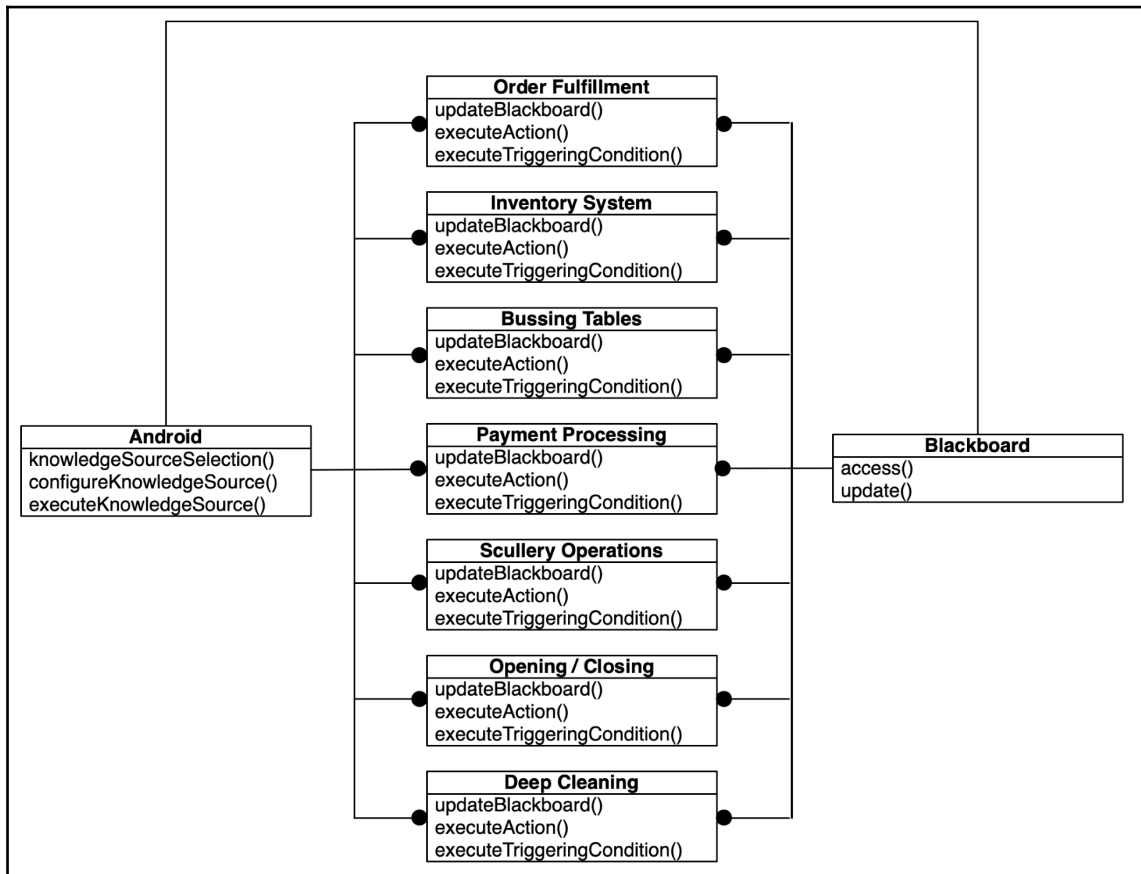 Order Fulfillment
updateBlackboard()
executeAction()
executeTriggeringCondition()
Inventory System
updateBlackboard()
executeAction()
executeTriggeringCondition()
Bussing Tables
updateBlackboard()
executeAction()
executeTriggeringCondition()
Android
knowledgeSourceSelection()
configureKnowledgeSource()
executeKnowledgeSource()
Payment Processing
updateBlackboard()
executeAction()
executeTriggeringCondition()
Blackboard
access()
update()
Scullery Operations
updateBlackboard()
executeAction()
executeTriggeringCondition()
Opening / Closing
updateBlackboard()
executeAction()
executeTriggeringCondition()
Deep Cleaning
updateBlackboard()
executeAction()
executeTriggeringCondition()